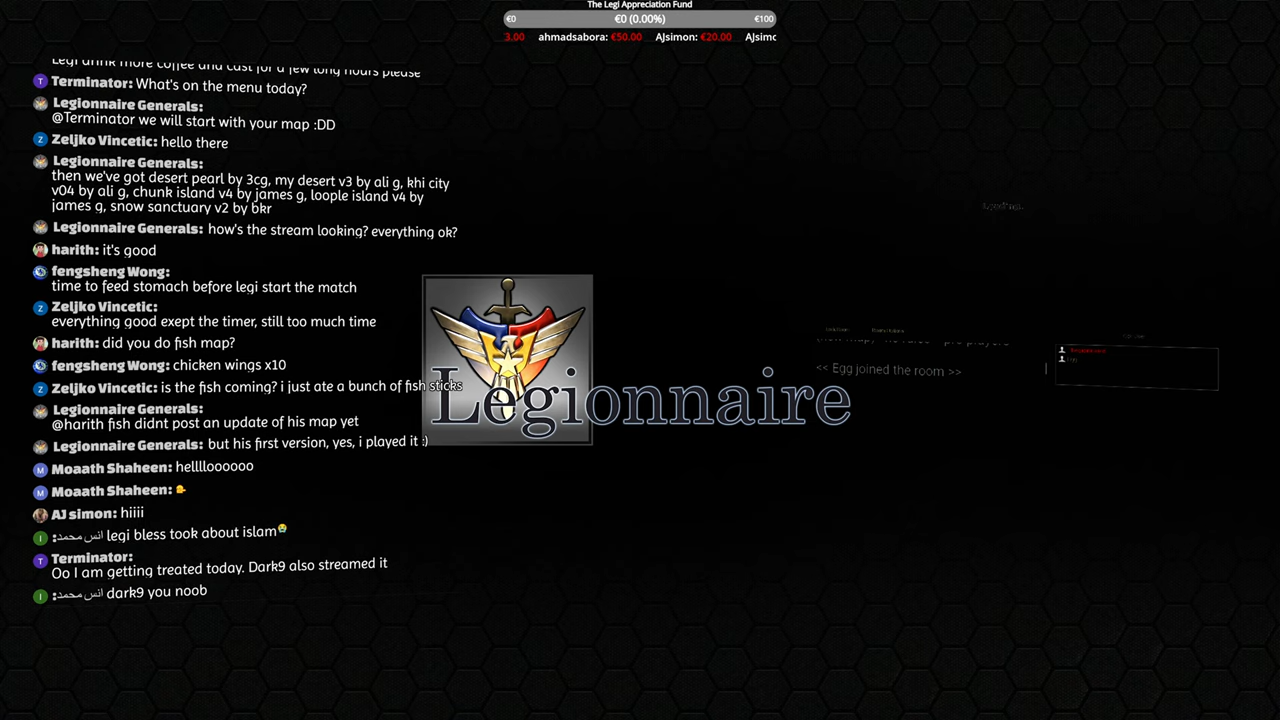 The Legi Appreciation Fund
€0 €0 (0.00%) €100
3.00 ahmadsabora: €50.00 AJsimon: €20.00 AJsimc
Legi drink more coffee and cast for a few long hours please
Terminator: What's on the menu today?
Legionnaire Generals:
@Terminator we will start with your map :DD
Zeljko Vincetic: hello there
Legionnaire Generals:
then we've got desert pearl by 3cg, my desert v3 by ali g, khi city
v04 by ali g, chunk island v4 by james g, loople island v4 by
james g, snow sanctuary v2 by bkr
Legionnaire Generals: how's the stream looking? everything ok?
harith: it's good
fengsheng Wong:
time to feed stomach before legi start the match
Zeljko Vincetic:
everything good exept the timer, still too much time
harith: did you do fish map?
fengsheng Wong: chicken wings x10
Zeljko Vincetic: is the fish coming? i just ate a bunch of fish sticks
Legionnaire Generals:
@harith fish didnt post an update of his map yet
Legionnaire Generals: but his first version, yes, i played it :)
Moaath Shaheen: helllloooooo
Moaath Shaheen:
AJ simon: hiiii
انس محمد: legi bless took about islam
Terminator:
Oo I am getting treated today. Dark9 also streamed it
انس محمد: dark9 you noob
Legionnaire
<< Egg joined the room >>